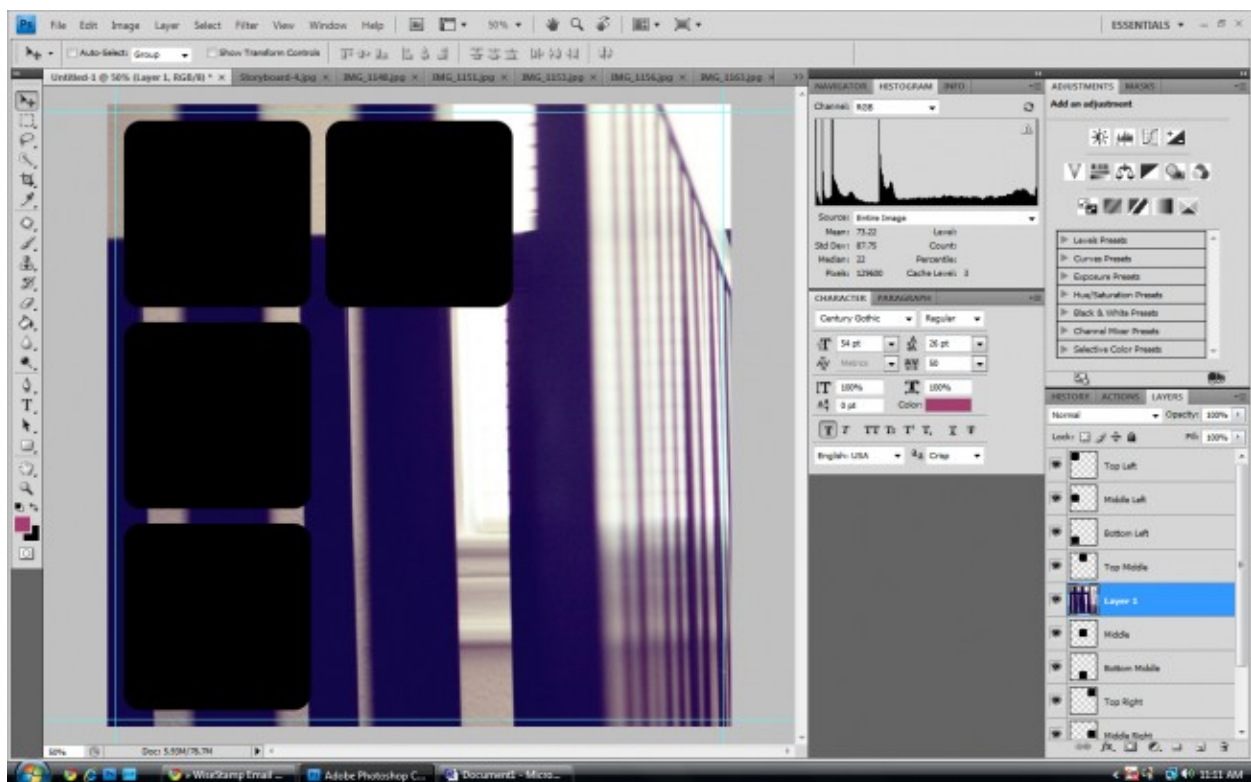 Ps File Edit Image Layer Select Filter View Window Help 50% ESSENTIALS
Auto-Select: Group Show Transform Controls
Untitled-1 @ 50% (Layer 1, RGB/8) * × Storyboard-4.jpg × IMG_1148.jpg × IMG_1151.jpg × IMG_1153.jpg × IMG_1156.jpg × IMG_1163.jpg
NAVIGATOR HISTOGRAM INFO
Channel: RGB
Source: Entire Image
Mean: 73.22 Level:
Std Dev: 87.75 Count:
Median: 22 Percentile:
Pixels: 129600 Cache Level: 3
CHARACTER PARAGRAPH
Century Gothic Regular
54 pt 26 pt
Metrics 50
100% 100%
0 pt Color:
T T TT Tr T' T, T T
English: USA aa Crisp
ADJUSTMENTS MASKS
Add an adjustment
Levels Presets
Curves Presets
Exposure Presets
Hue/Saturation Presets
Black & White Presets
Channel Mixer Presets
Selective Color Presets
HISTORY ACTIONS LAYERS
Normal Opacity: 100%
Lock: Fill: 100%
Top Left
Middle Left
Bottom Left
Top Middle
Layer 1
Middle
Bottom Middle
Top Right
Middle Right
50% Doc: 5.93M/76.7M
WiseStamp Email ... Adobe Photoshop C... Document1 - Micro... 11:11 AM